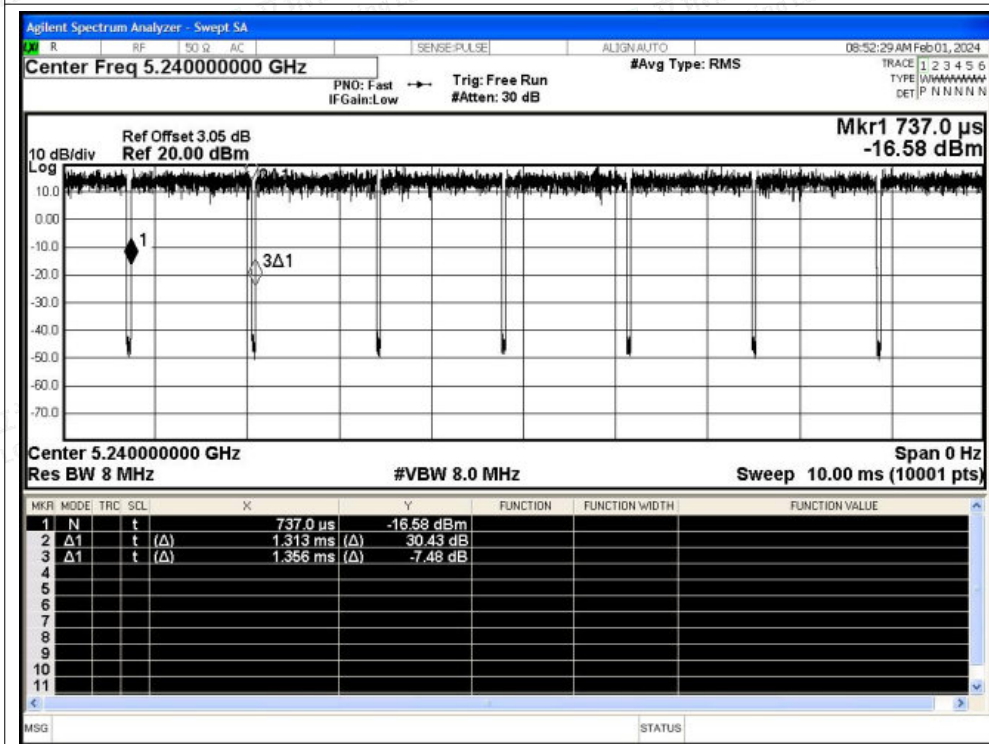 Agilent Spectrum Analyzer - Swept SA
R RF 50 Ω AC SENSE:PULSE ALIGN AUTO 08:52:29 AM Feb 01, 2024
Center Freq 5.240000000 GHz #Avg Type: RMS TRACE 1 2 3 4 5 6
PNO: Fast Trig: Free Run TYPE WWWWWW
IFGain:Low #Atten: 30 dB DET P N N N N N
Mkr1 737.0 µs
Ref Offset 3.05 dB
10 dB/div Ref 20.00 dBm -16.58 dBm
Log
10.0
0.00
-10.0
1
3Δ1
-20.0
-30.0
-40.0
-50.0
-60.0
-70.0
Center 5.240000000 GHz Span 0 Hz
Res BW 8 MHz #VBW 8.0 MHz Sweep 10.00 ms (10001 pts)
MKR MODE TRC SCL X Y FUNCTION FUNCTION WIDTH FUNCTION VALUE
1 N t 737.0 µs -16.58 dBm
2 Δ1 t (Δ) 1.313 ms (Δ) 30.43 dB
3 Δ1 t (Δ) 1.356 ms (Δ) -7.48 dB
4
5
6
7
8
9
10
11
MSG STATUS